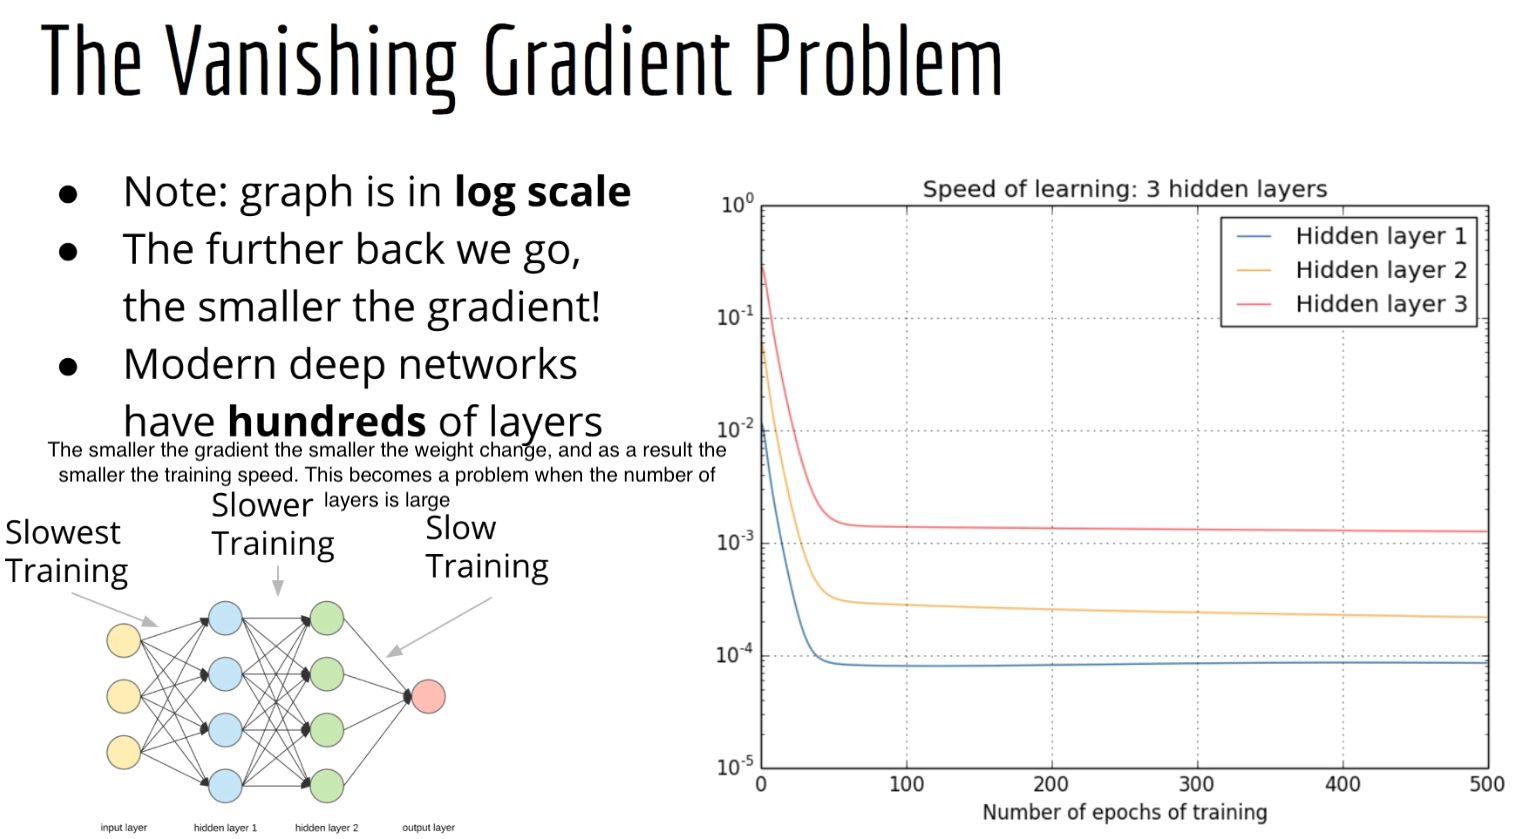 The Vanishing Gradient Problem
● Note: graph is in log scale
● The further back we go,
the smaller the gradient!
● Modern deep networks
have hundreds of layers
The smaller the gradient the smaller the weight change, and as a result the
smaller the training speed. This becomes a problem when the number of
layers is large
Slowest
Training
Slower
Training
Slow
Training
input layer
hidden layer 1
hidden layer 2
output layer
Speed of learning: 3 hidden layers
Hidden layer 1
Hidden layer 2
Hidden layer 3
10⁰
10⁻¹
10⁻²
10⁻³
10⁻⁴
10⁻⁵
0 100 200 300 400 500
Number of epochs of training